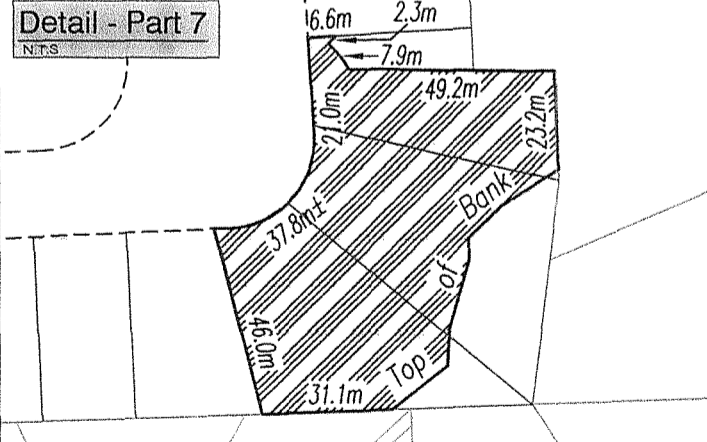 Detail - Part 7
N.T.S
6.6m
2.3m
7.9m
49.2m
21.0m
23.2m
37.8m±
46.0m
31.1m
Top of Bank